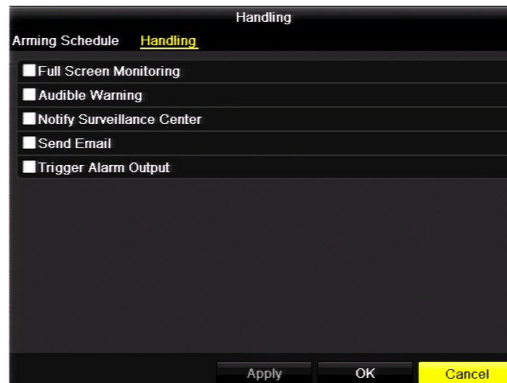 Handling
Arming Schedule Handling
Full Screen Monitoring
Audible Warning
Notify Surveillance Center
Send Email
Trigger Alarm Output
Apply OK Cancel